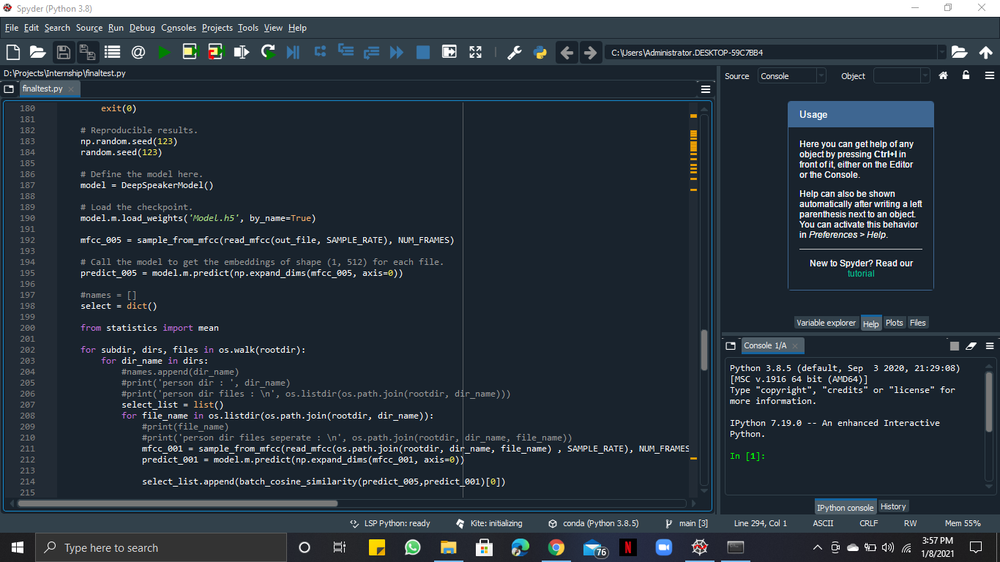 Spyder (Python 3.8)
File Edit Search Source Run Debug Consoles Projects Tools View Help
C:\Users\Administrator.DESKTOP-59C7BB4
D:\Projects\Internship\finaltest.py
finaltest.py
180 exit(0)
181
182 # Reproducible results.
183 np.random.seed(123)
184 random.seed(123)
185
186 # Define the model here.
187 model = DeepSpeakerModel()
188
189 # Load the checkpoint.
190 model.m.load_weights('Model.h5', by_name=True)
191
192 mfcc_005 = sample_from_mfcc(read_mfcc(out_file, SAMPLE_RATE), NUM_FRAMES)
193
194 # Call the model to get the embeddings of shape (1, 512) for each file.
195 predict_005 = model.m.predict(np.expand_dims(mfcc_005, axis=0))
196
197 #names = []
198 select = dict()
199
200 from statistics import mean
201
202 for subdir, dirs, files in os.walk(rootdir):
203 for dir_name in dirs:
204 #names.append(dir_name)
205 #print('person dir : ', dir_name)
206 #print('person dir files : \n', os.listdir(os.path.join(rootdir, dir_name)))
207 select_list = list()
208 for file_name in os.listdir(os.path.join(rootdir, dir_name)):
209 #print(file_name)
210 #print('person dir files seperate : \n', os.path.join(rootdir, dir_name, file_name))
211 mfcc_001 = sample_from_mfcc(read_mfcc(os.path.join(rootdir, dir_name, file_name) , SAMPLE_RATE), NUM_FRAMES
212 predict_001 = model.m.predict(np.expand_dims(mfcc_001, axis=0))
213
214 select_list.append(batch_cosine_similarity(predict_005,predict_001)[0])
215
Source Console Object
Usage
Here you can get help of any
object by pressing Ctrl+I in
front of it, either on the Editor
or the Console.
Help can also be shown
automatically after writing a left
parenthesis next to an object.
You can activate this behavior
in Preferences > Help.
New to Spyder? Read our
tutorial
Variable explorer Help Plots Files
Console 1/A
Python 3.8.5 (default, Sep  3 2020, 21:29:08)
[MSC v.1916 64 bit (AMD64)]
Type "copyright", "credits" or "license" for
more information.
IPython 7.19.0 -- An enhanced Interactive
Python.
In [1]:
IPython console History
LSP Python: ready Kite: initializing conda (Python 3.8.5) main [3] Line 294, Col 1 ASCII CRLF RW Mem 55%
Type here to search
76
N
3:57 PM
1/8/2021